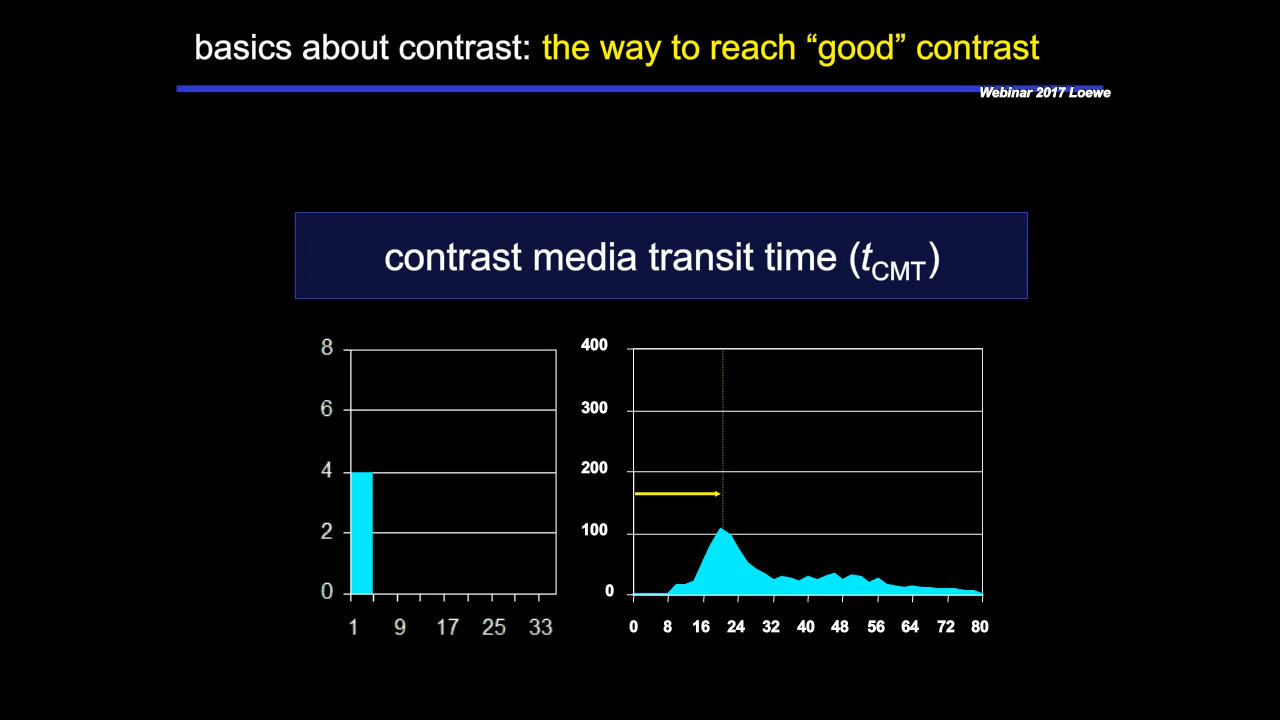 basics about contrast: the way to reach “good” contrast
Webinar 2017 Loewe
contrast media transit time (tCMT)
8
6
4
2
0
1 9 17 25 33
400
300
200
100
0
0 8 16 24 32 40 48 56 64 72 80